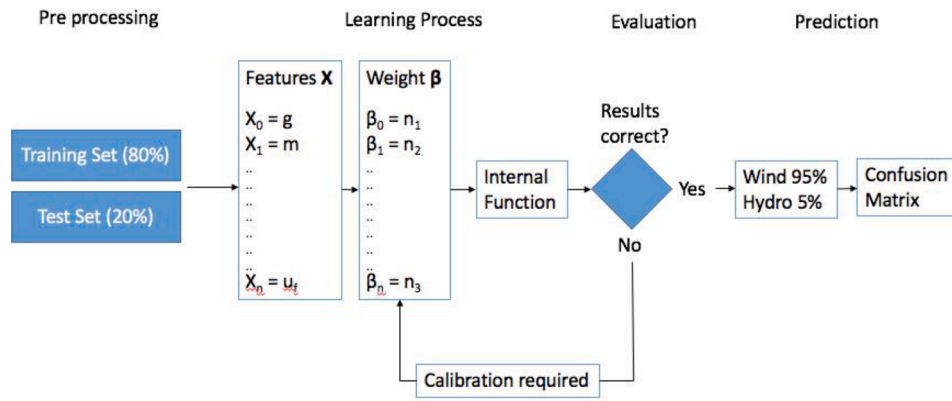 Pre processing
Learning Process
Evaluation
Prediction
Training Set (80%)
Test Set (20%)
Features X
X₀ = g
X₁ = m
..
..
..
..
..
..
..
Xₙ = u_f
Weight β
β₀ = n₁
β₁ = n₂
..
..
..
..
..
..
..
βₙ = n₃
Internal
Function
Results
correct?
Yes
No
Wind 95%
Hydro 5%
Confusion
Matrix
Calibration required